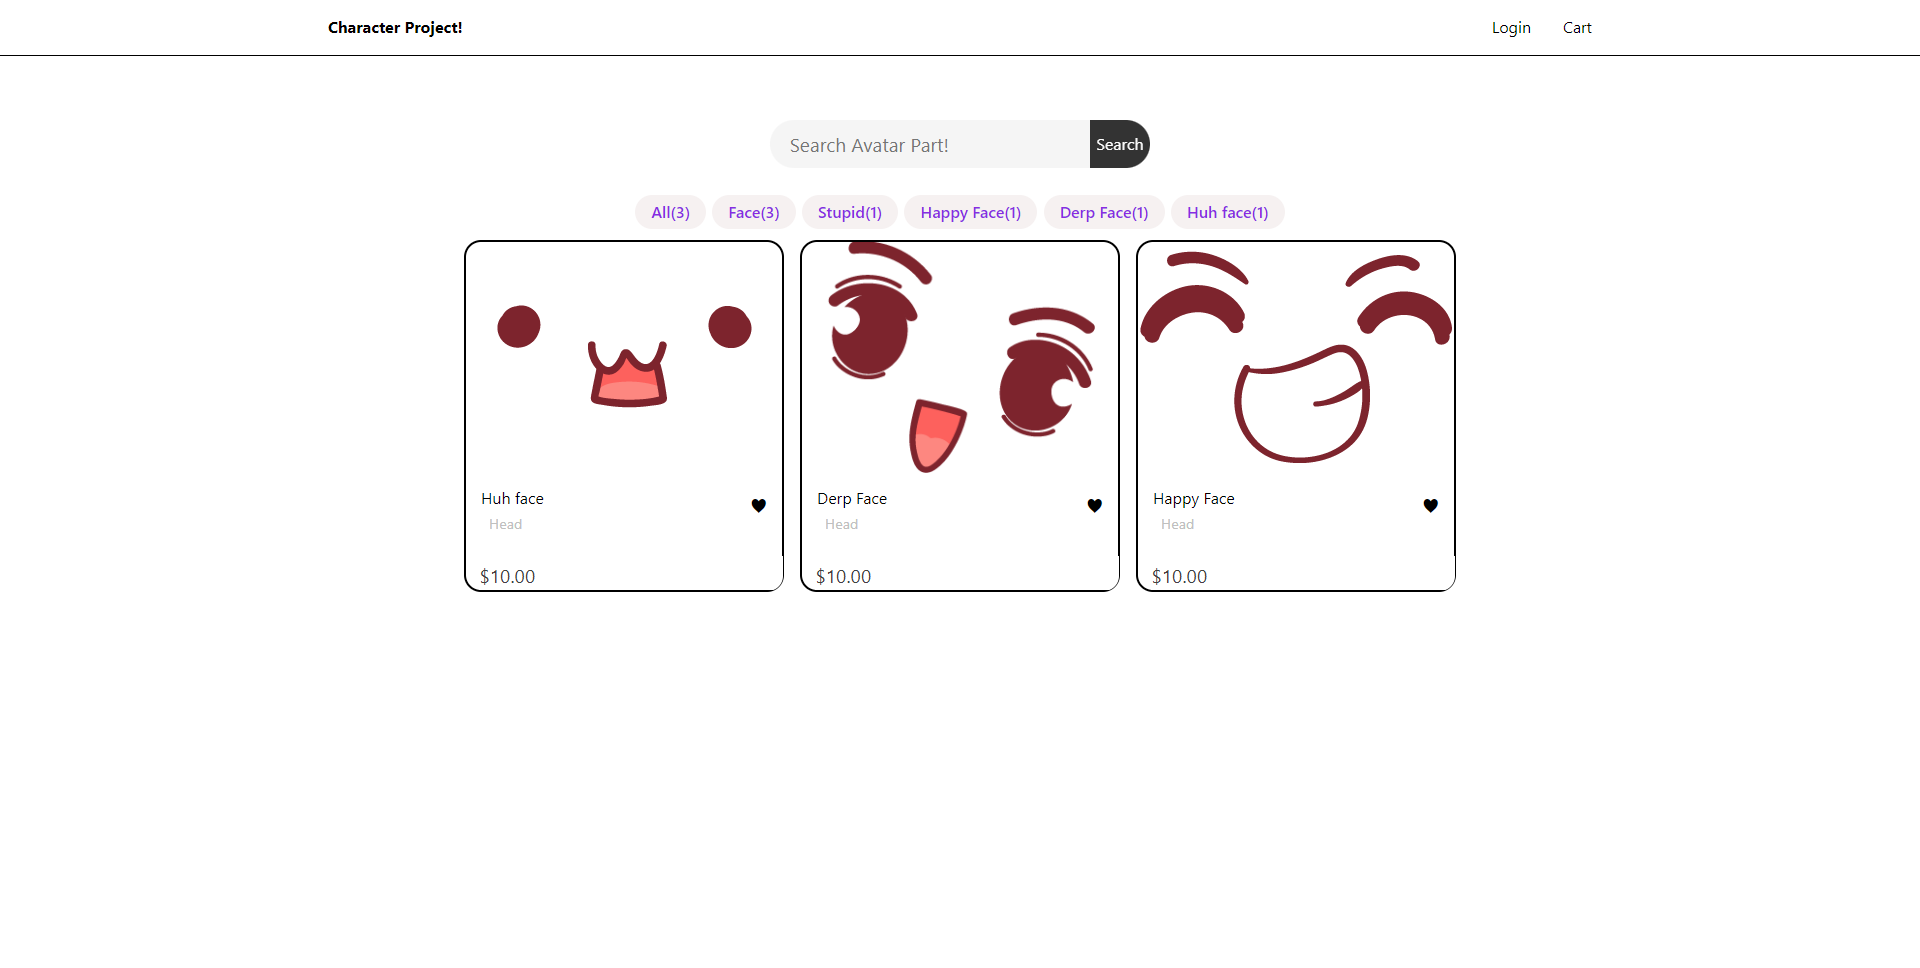 Character Project!
Login
Cart
Search Avatar Part!
Search
All(3)
Face(3)
Stupid(1)
Happy Face(1)
Derp Face(1)
Huh face(1)
Huh face
Head
$10.00
Derp Face
Head
$10.00
Happy Face
Head
$10.00